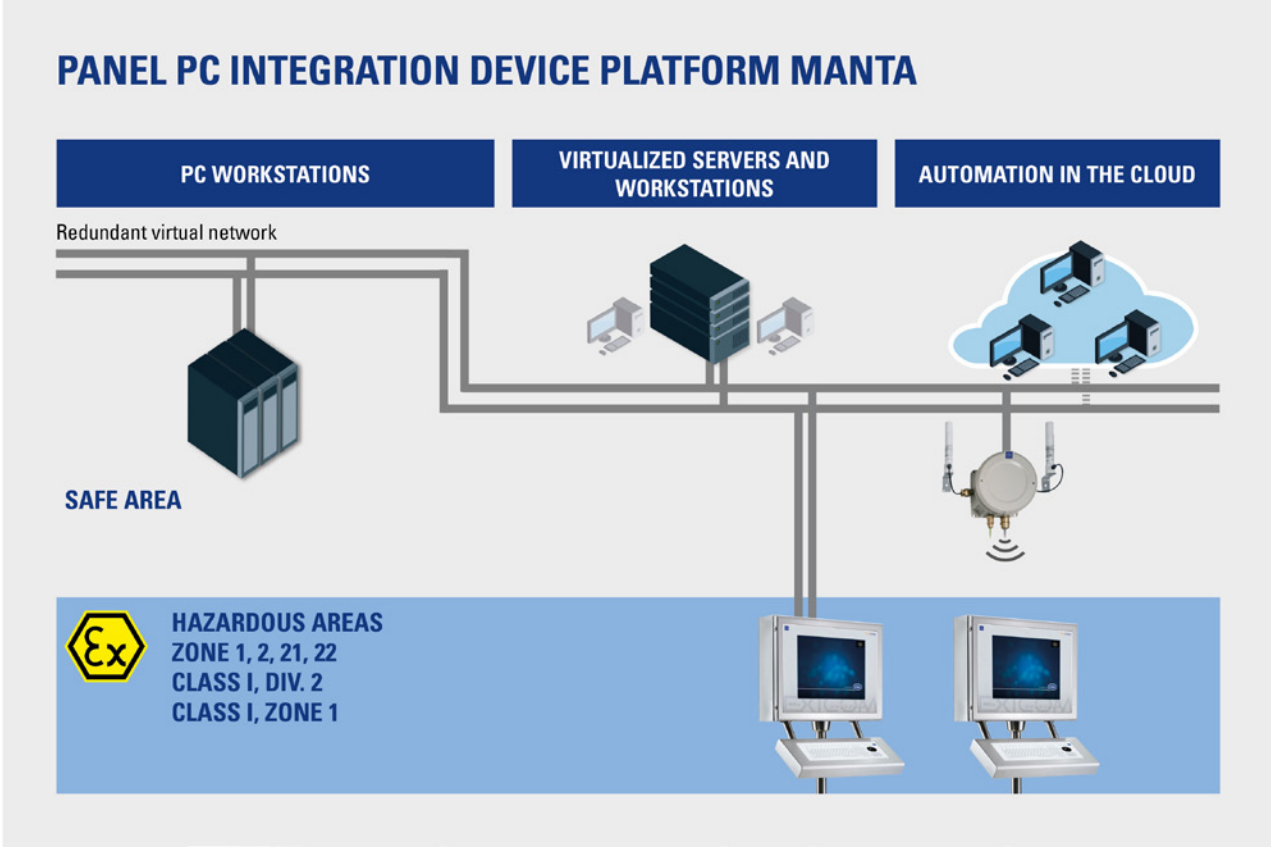 PANEL PC INTEGRATION DEVICE PLATFORM MANTA
PC WORKSTATIONS
VIRTUALIZED SERVERS AND
WORKSTATIONS
AUTOMATION IN THE CLOUD
Redundant virtual network
SAFE AREA
Ex
HAZARDOUS AREAS
ZONE 1, 2, 21, 22
CLASS I, DIV. 2
CLASS I, ZONE 1
EXICOM
EXICOM